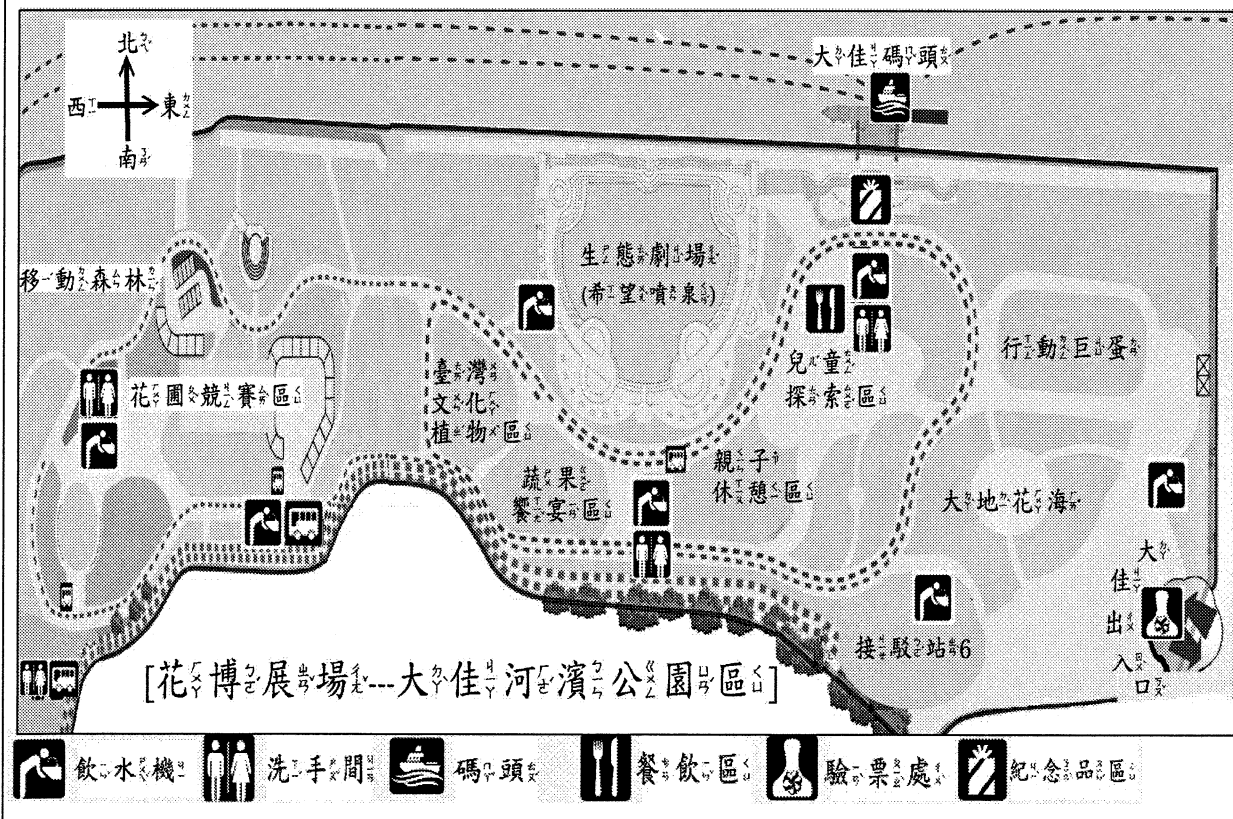 北
西 東
南
大佳碼頭
生態劇場
(希望噴泉)
移動森林
行動巨蛋
兒童
探索區
臺灣
文化
植物區
花圃競賽區
親子
休憩區
蔬果
饗宴區
大地花海
大
佳
出
入
口
接駁站6
[花博展場---大佳河濱公園區]
飲水機 洗手間 碼頭 餐飲區 驗票處 紀念品區